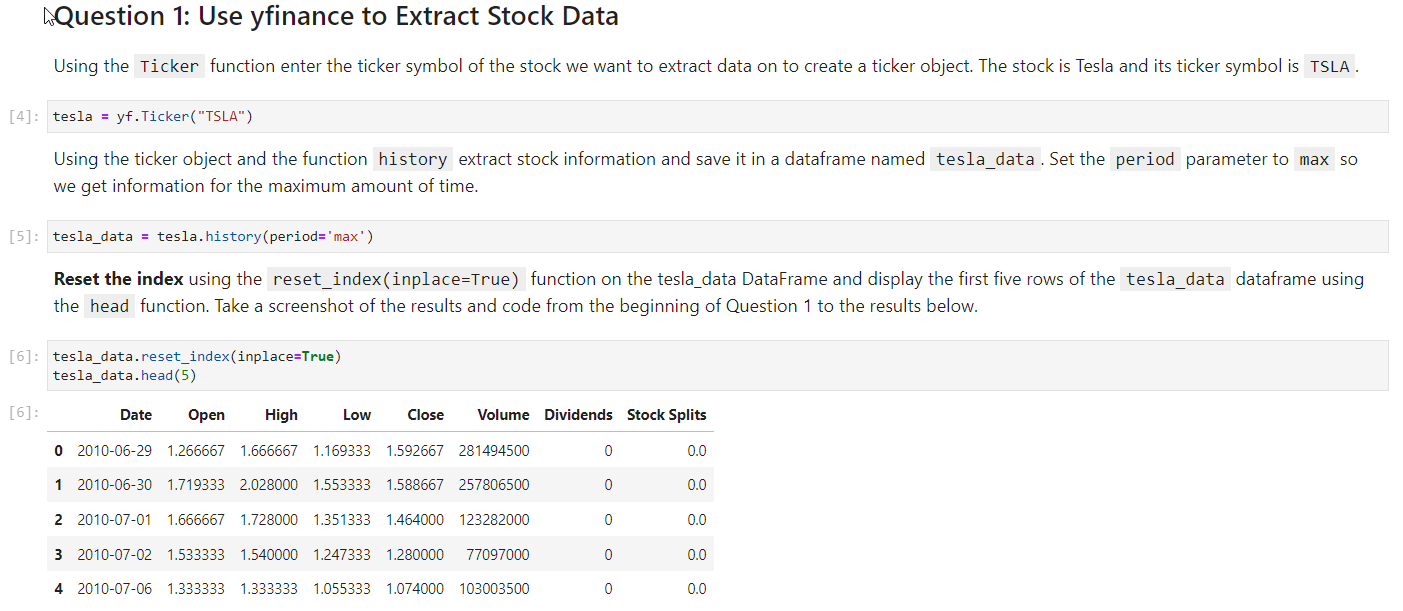 Question 1: Use yfinance to Extract Stock Data
Using the Ticker function enter the ticker symbol of the stock we want to extract data on to create a ticker object. The stock is Tesla and its ticker symbol is TSLA.
[4]: tesla = yf.Ticker("TSLA")
Using the ticker object and the function history extract stock information and save it in a dataframe named tesla_data. Set the period parameter to max so
we get information for the maximum amount of time.
[5]: tesla_data = tesla.history(period='max')
Reset the index using the reset_index(inplace=True) function on the tesla_data DataFrame and display the first five rows of the tesla_data dataframe using
the head function. Take a screenshot of the results and code from the beginning of Question 1 to the results below.
[6]: tesla_data.reset_index(inplace=True)
tesla_data.head(5)
[6]: Date Open High Low Close Volume Dividends Stock Splits
0 2010-06-29 1.266667 1.666667 1.169333 1.592667 281494500 0 0.0
1 2010-06-30 1.719333 2.028000 1.553333 1.588667 257806500 0 0.0
2 2010-07-01 1.666667 1.728000 1.351333 1.464000 123282000 0 0.0
3 2010-07-02 1.533333 1.540000 1.247333 1.280000 77097000 0 0.0
4 2010-07-06 1.333333 1.333333 1.055333 1.074000 103003500 0 0.0